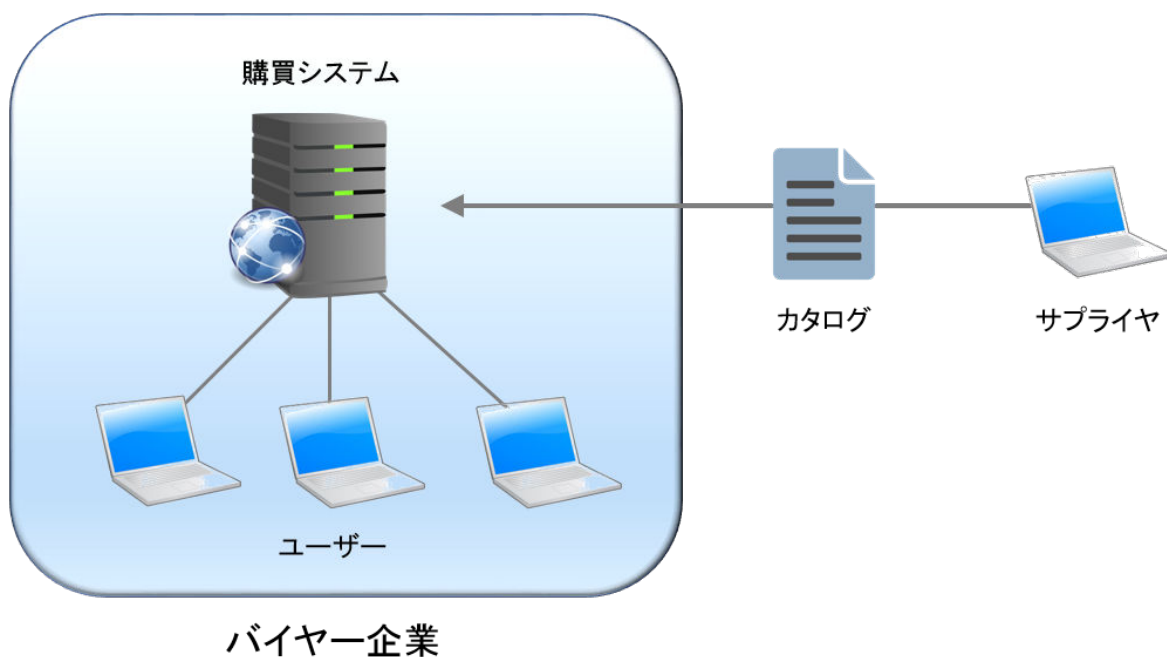 購買システム
カタログ
サプライヤ
ユーザー
バイヤー企業